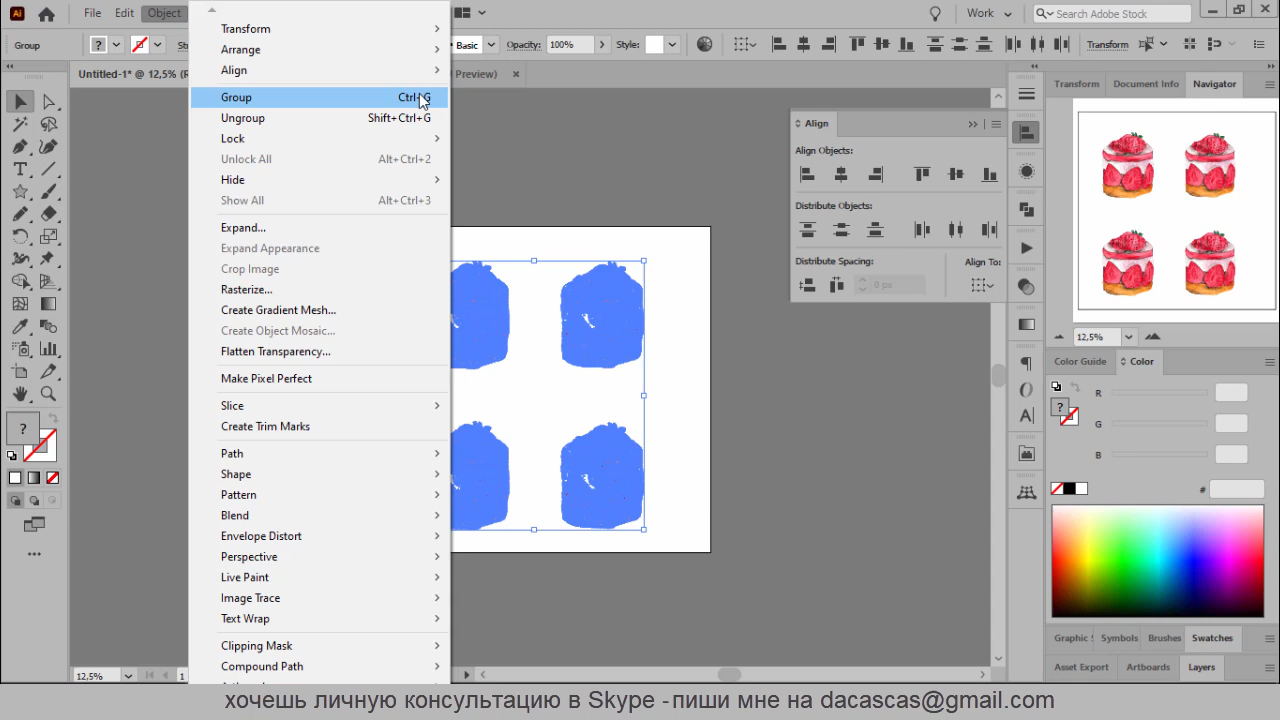 Ai
File
Edit
Object
Work
Search Adobe Stock
Group
?
St
Basic
Opacity:
100%
Style:
Transform
Untitled-1* @ 12,5% (R
Preview)
Transform
Arrange
Align
Group Ctrl+G
Ungroup Shift+Ctrl+G
Lock
Unlock All Alt+Ctrl+2
Hide
Show All Alt+Ctrl+3
Expand...
Expand Appearance
Crop Image
Rasterize...
Create Gradient Mesh...
Create Object Mosaic...
Flatten Transparency...
Make Pixel Perfect
Slice
Create Trim Marks
Path
Shape
Pattern
Blend
Envelope Distort
Perspective
Live Paint
Image Trace
Text Wrap
Clipping Mask
Compound Path
Align
Align Objects:
Distribute Objects:
Distribute Spacing:
Align To:
0 px
Transform
Document Info
Navigator
12,5%
Color Guide
Color
?
R
G
B
#
Graphic S
Symbols
Brushes
Swatches
Asset Export
Artboards
Layers
?
12,5%
1
хочешь личную консультацию в Skype -пиши мне на dacascas@gmail.com